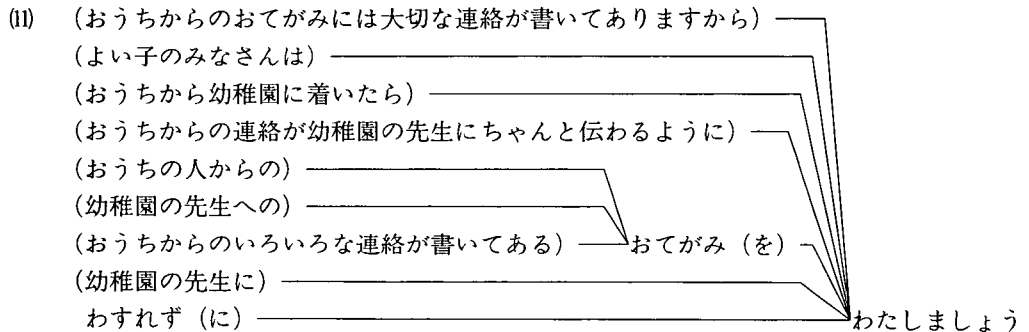 (11) (おうちからのおてがみには大切な連絡が書いてありますから)
(よい子のみなさんは)
(おうちから幼稚園に着いたら)
(おうちからの連絡が幼稚園の先生にちゃんと伝わるように)
(おうちの人からの)
(幼稚園の先生への)
(おうちからのいろいろな連絡が書いてある) おてがみ (を)
(幼稚園の先生に)
わすれず (に) わたしましょう